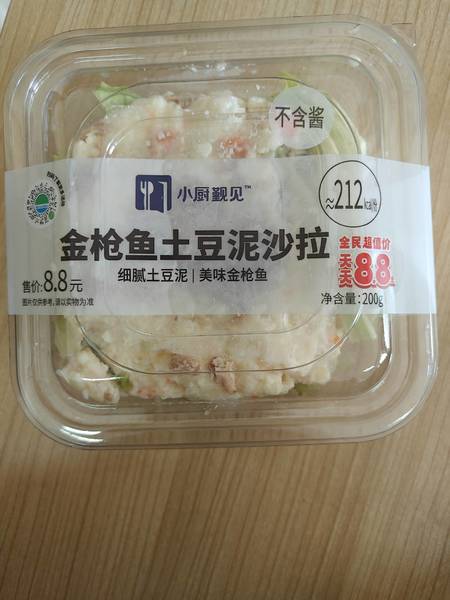 不含酱
小厨觐见™
≈212kcal/份
金枪鱼土豆泥沙拉
细腻土豆泥 | 美味金枪鱼
全民超值价
天天8.8元
售价:8.8元
净含量:200g
图片仅供参考,请以实物为准